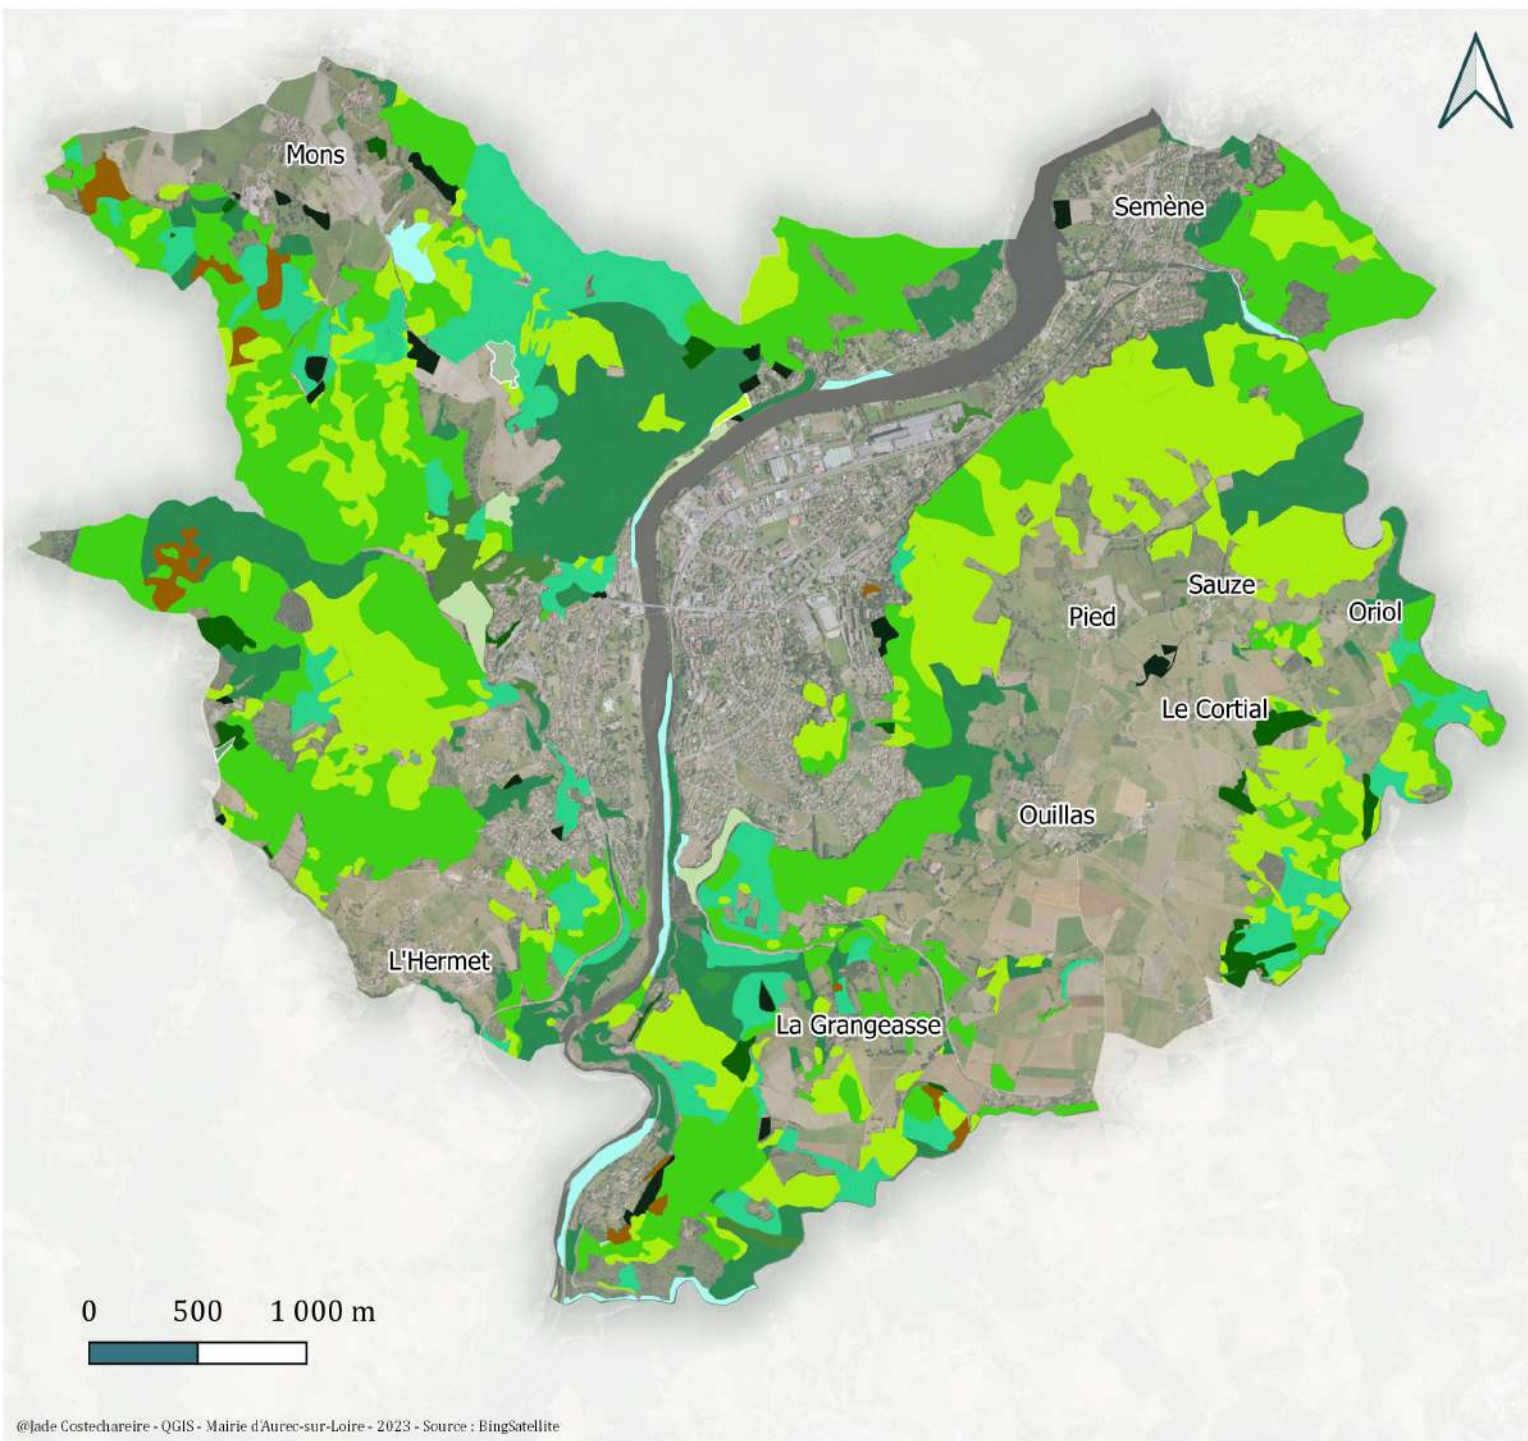 Mons
Semène
Sauze
Pied
Oriol
Le Cortial
Ouillas
L'Hermet
La Grangeasse
0 500 1 000 m
@Jade Costechareire - QGIS - Mairie d'Aurec-sur-Loire - 2023 - Source : BingSatellite